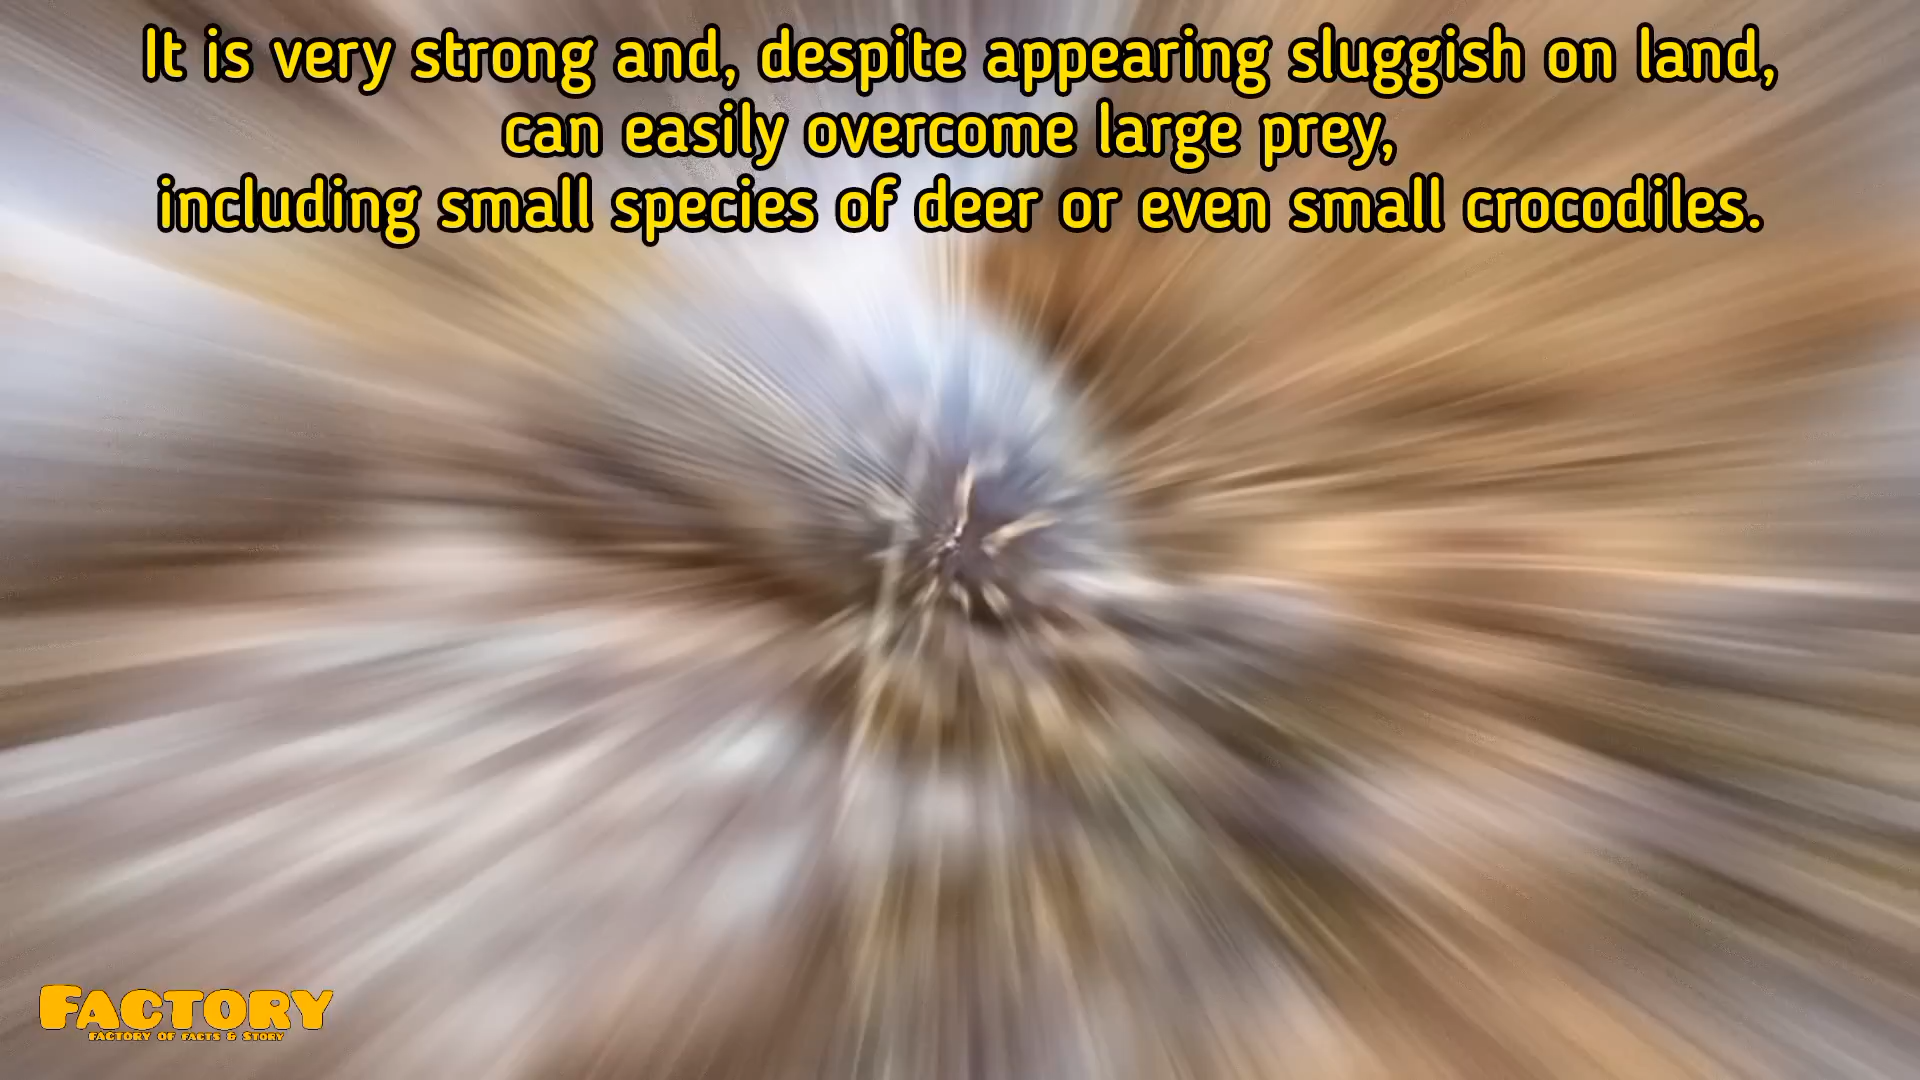 It is very strong and, despite appearing sluggish on land,
can easily overcome large prey,
including small species of deer or even small crocodiles.
FACTORY
FACTORY OF FACTS & STORY